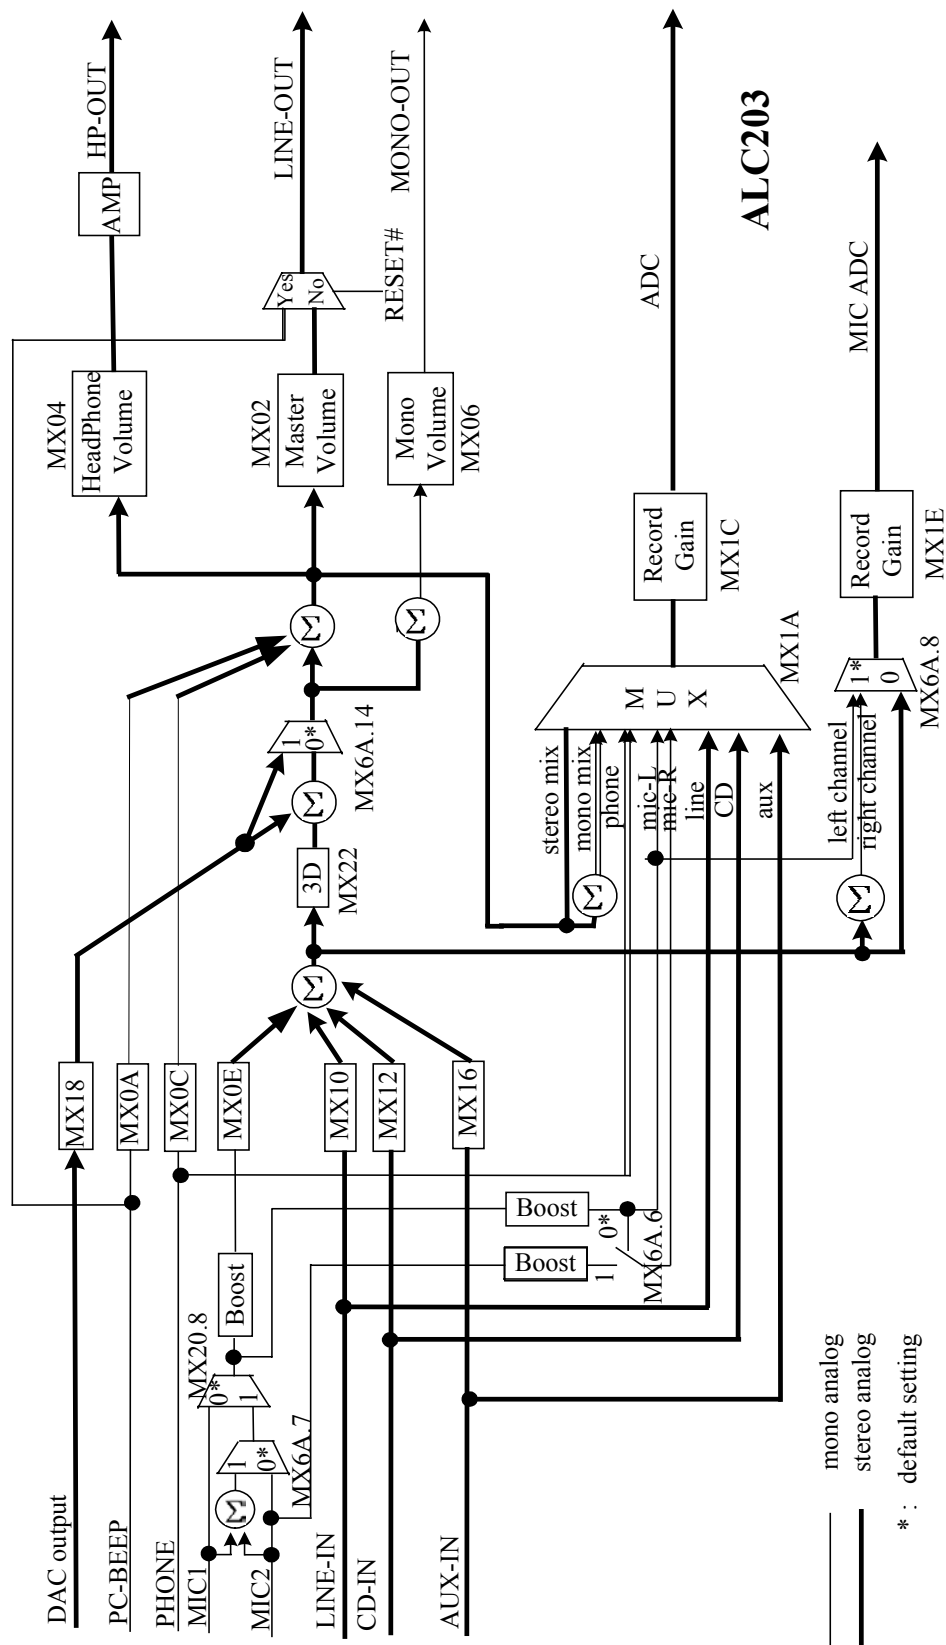 DAC output
PC-BEEP
PHONE
MIC1
MIC2
LINE-IN
CD-IN
AUX-IN
Σ
1
0*
MX6A.7
0*
1
MX20.8
Boost
Boost
Boost
0*
1
MX6A.6
MX18
MX0A
MX0C
MX0E
MX10
MX12
MX16
Σ
3D
MX22
Σ
1
0*
MX6A.14
Σ
Σ
MX04
HeadPhone
Volume
MX02
Master
Volume
Mono
Volume
MX06
AMP
HP-OUT
Yes
No
RESET#
LINE-OUT
MONO-OUT
Σ
stereo mix
mono mix
phone
mic-L
mic-R
line
CD
aux
M
U
X
MX1A
Record
Gain
MX1C
ADC
Σ
left channel
right channel
1*
0
MX6A.8
Record
Gain
MX1E
MIC ADC
ALC203
mono analog
stereo analog
* : default setting